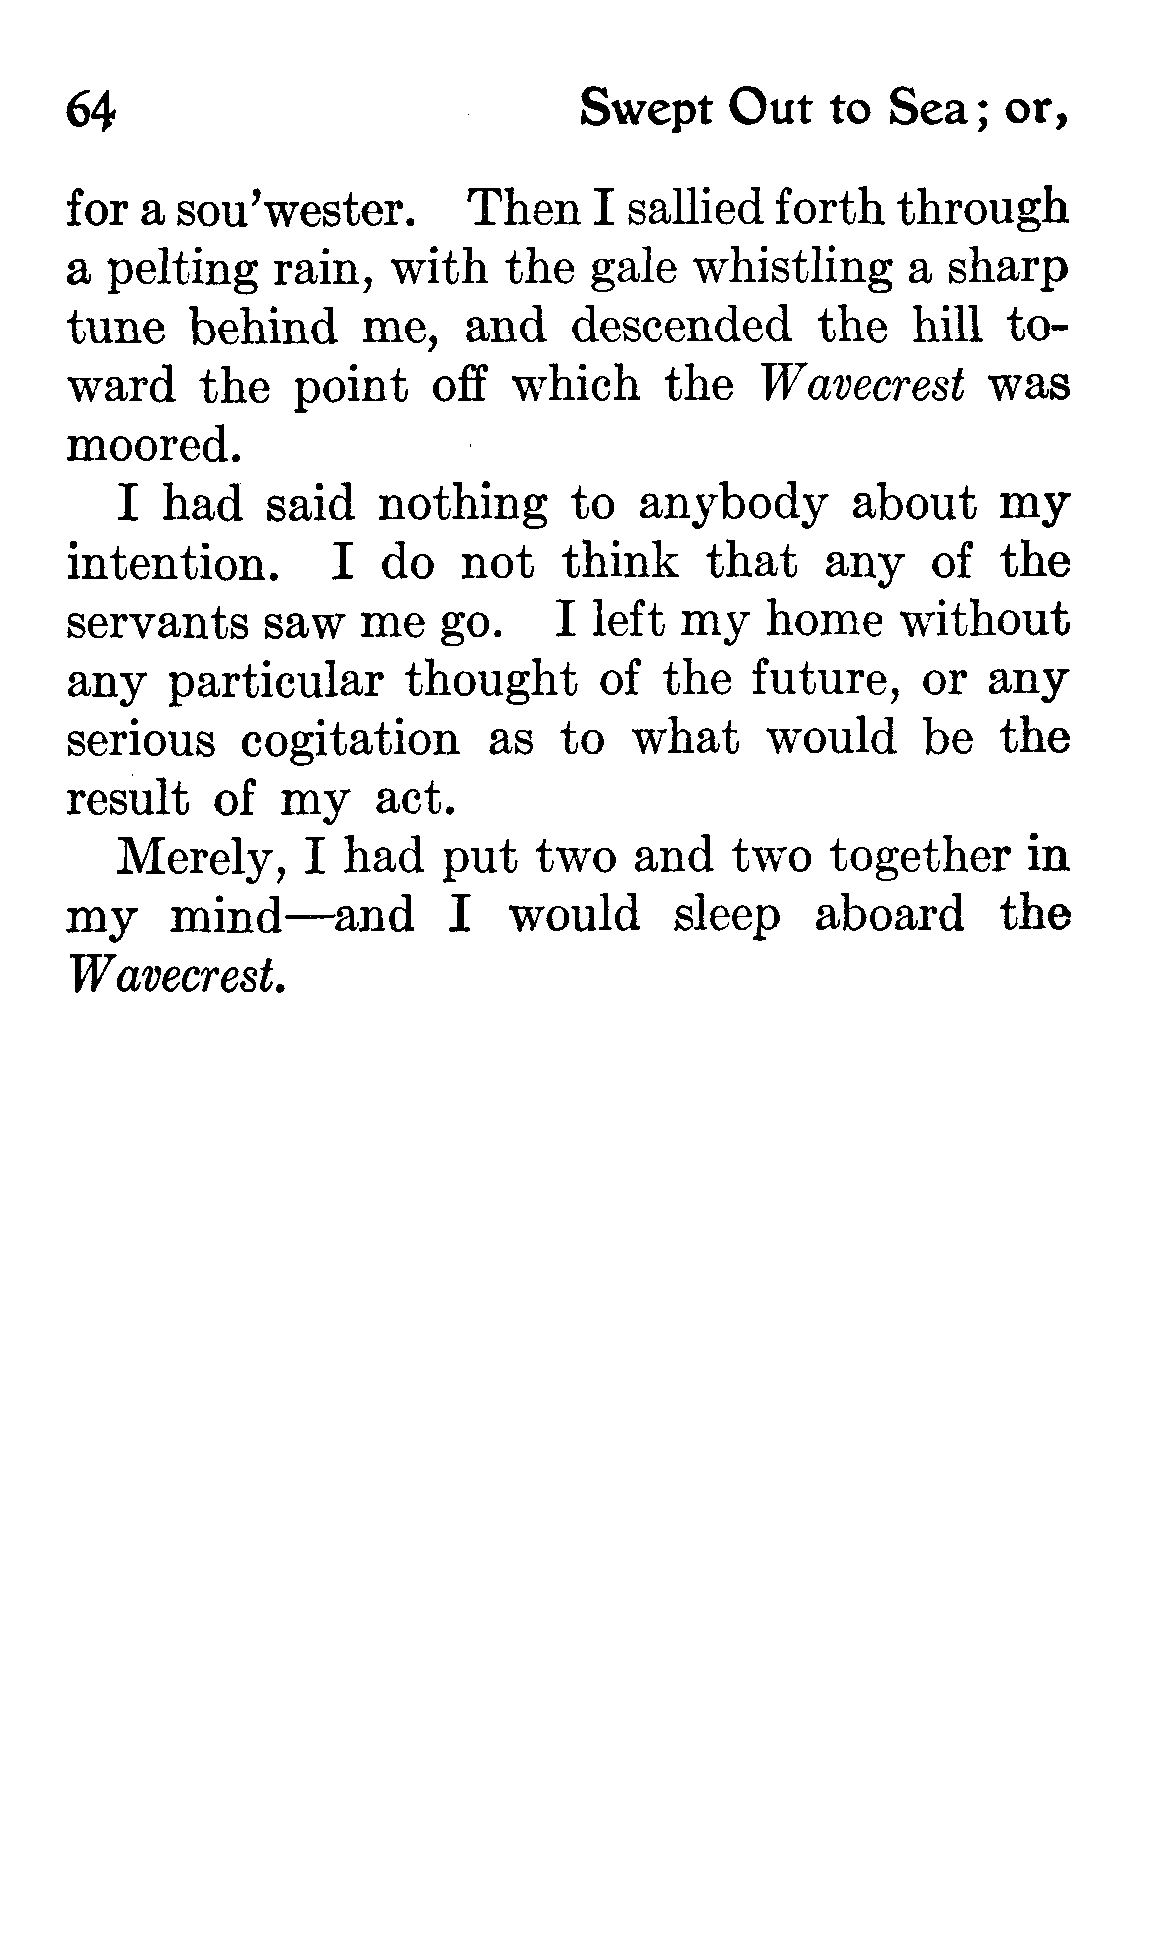 64 Swept Out to Sea; or,
for a sou'wester. Then I sallied forth through
a pelting rain, with the gale whistling a sharp
tune behind me, and descended the hill to-
ward the point off which the Wavecrest was
moored.
I had said nothing to anybody about my
intention. I do not think that any of the
servants saw me go. I left my home without
any particular thought of the future, or any
serious cogitation as to what would be the
result of my act.
Merely, I had put two and two together in
my mind—and I would sleep aboard the
Wavecrest.